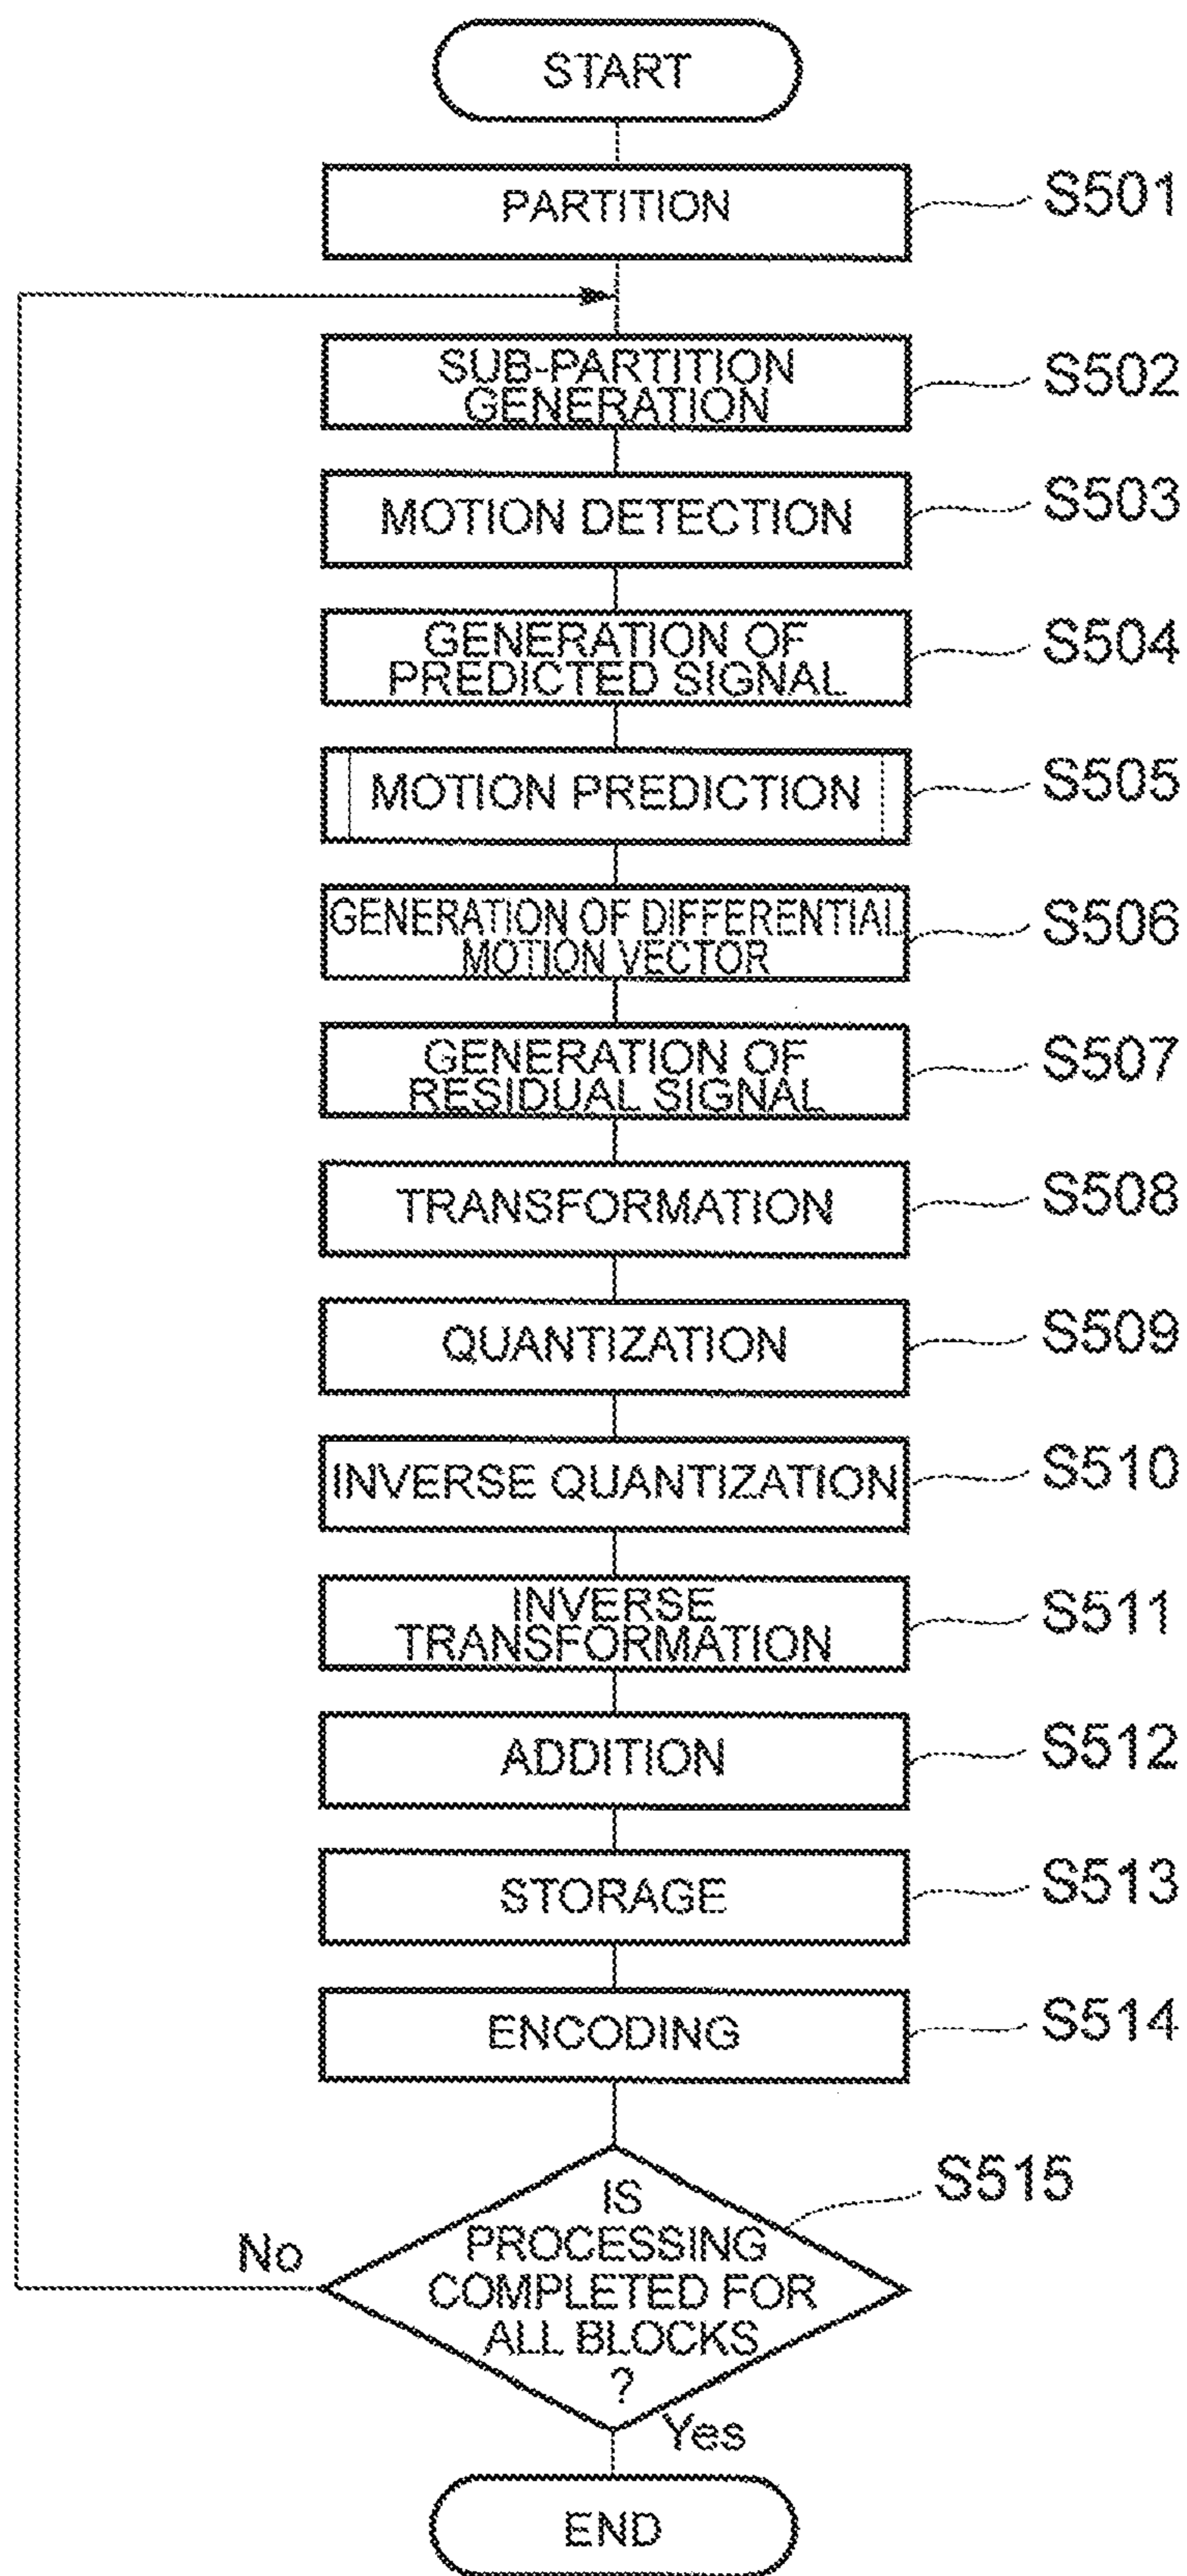 START
PARTITION
S501
SUB-PARTITION
GENERATION
S502
MOTION DETECTION
S503
GENERATION OF
PREDICTED SIGNAL
S504
MOTION PREDICTION
S505
GENERATION OF DIFFERENTIAL
MOTION VECTOR
S506
GENERATION OF
RESIDUAL SIGNAL
S507
TRANSFORMATION
S508
QUANTIZATION
S509
INVERSE QUANTIZATION
S510
INVERSE
TRANSFORMATION
S511
ADDITION
S512
STORAGE
S513
ENCODING
S514
IS
PROCESSING
COMPLETED FOR
ALL BLOCKS
?
S515
No
Yes
END